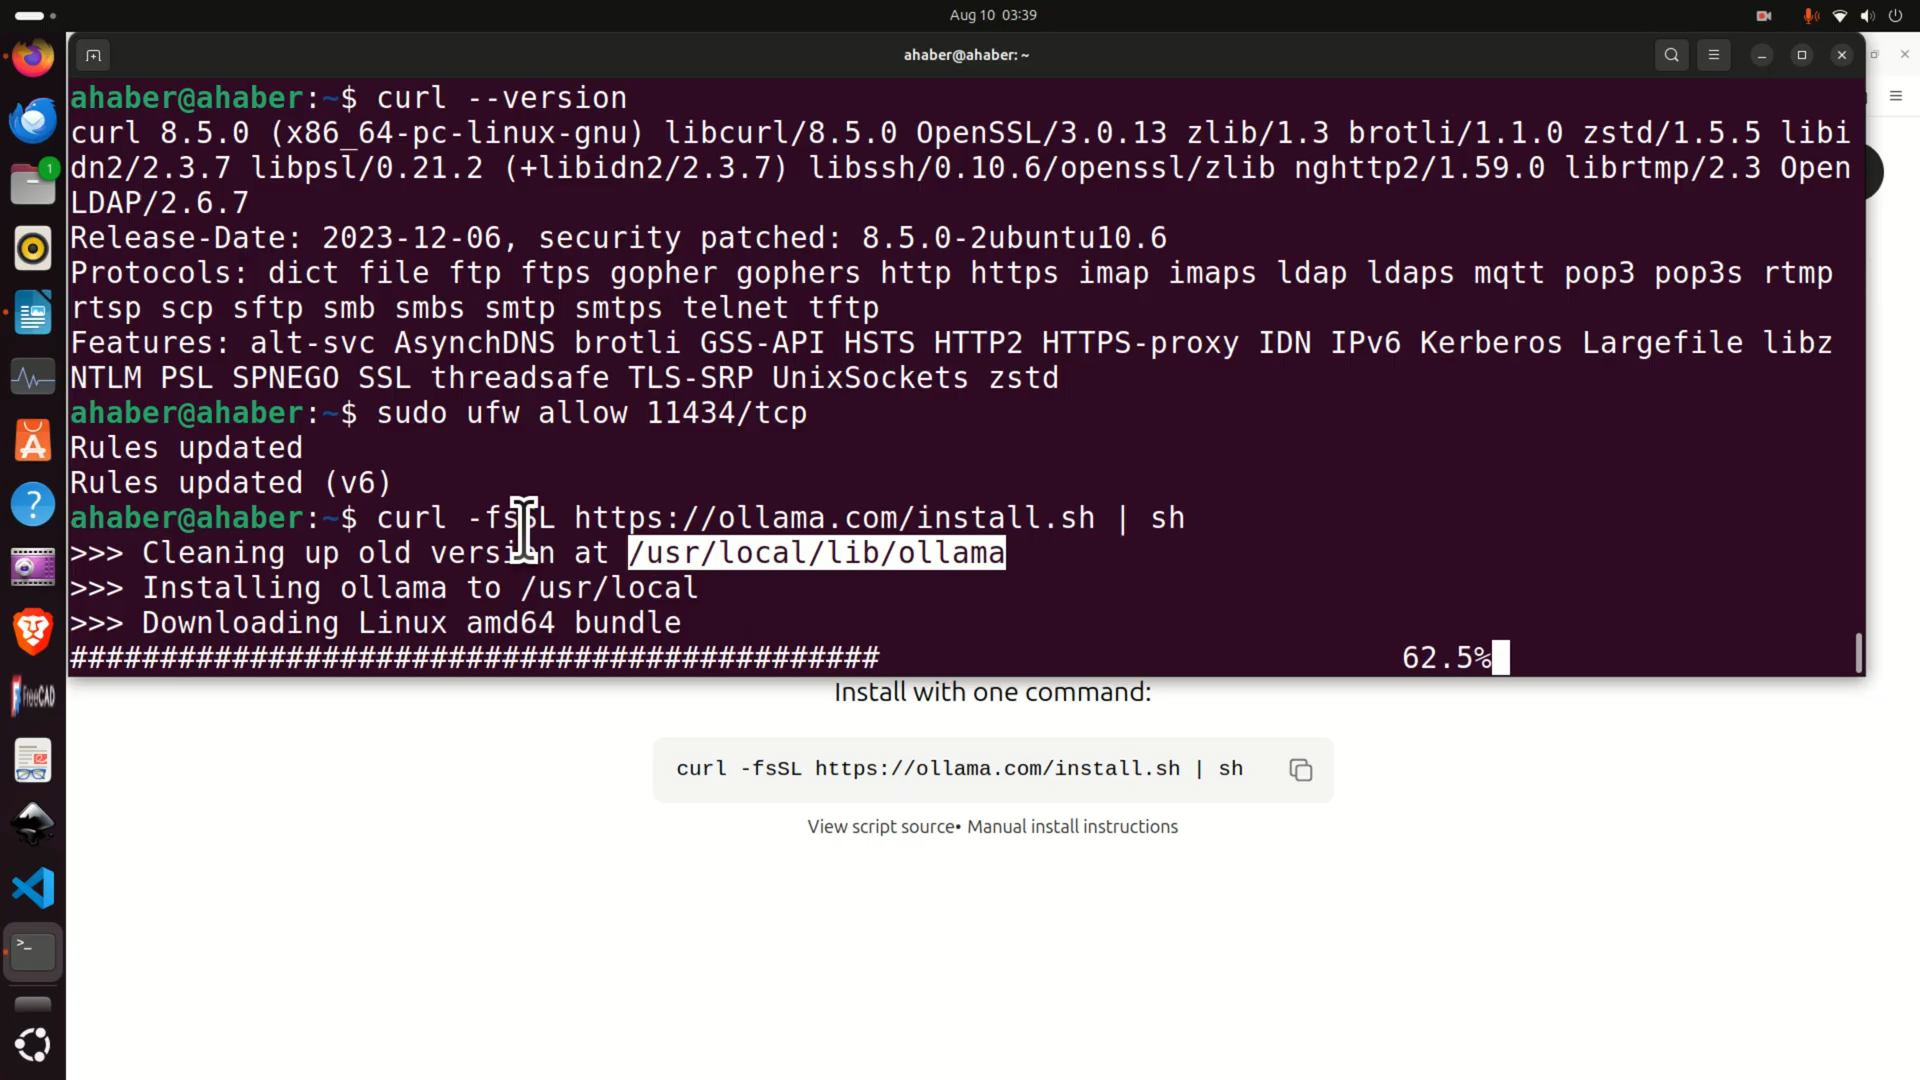 Aug 10 03:39
ahaber@ahaber: ~
ahaber@ahaber:~$ curl --version
curl 8.5.0 (x86_64-pc-linux-gnu) libcurl/8.5.0 OpenSSL/3.0.13 zlib/1.3 brotli/1.1.0 zstd/1.5.5 libi
dn2/2.3.7 libpsl/0.21.2 (+libidn2/2.3.7) libssh/0.10.6/openssl/zlib nghttp2/1.59.0 librtmp/2.3 Open
LDAP/2.6.7
Release-Date: 2023-12-06, security patched: 8.5.0-2ubuntu10.6
Protocols: dict file ftp ftps gopher gophers http https imap imaps ldap ldaps mqtt pop3 pop3s rtmp
rtsp scp sftp smb smbs smtp smtps telnet tftp
Features: alt-svc AsynchDNS brotli GSS-API HSTS HTTP2 HTTPS-proxy IDN IPv6 Kerberos Largefile libz
NTLM PSL SPNEGO SSL threadsafe TLS-SRP UnixSockets zstd
ahaber@ahaber:~$ sudo ufw allow 11434/tcp
Rules updated
Rules updated (v6)
ahaber@ahaber:~$ curl -fsSL https://ollama.com/install.sh | sh
>>> Cleaning up old version at /usr/local/lib/ollama
>>> Installing ollama to /usr/local
>>> Downloading Linux amd64 bundle
############################################# 62.5%
Install with one command:
curl -fsSL https://ollama.com/install.sh | sh
View script source• Manual install instructions
1
FreeCAD